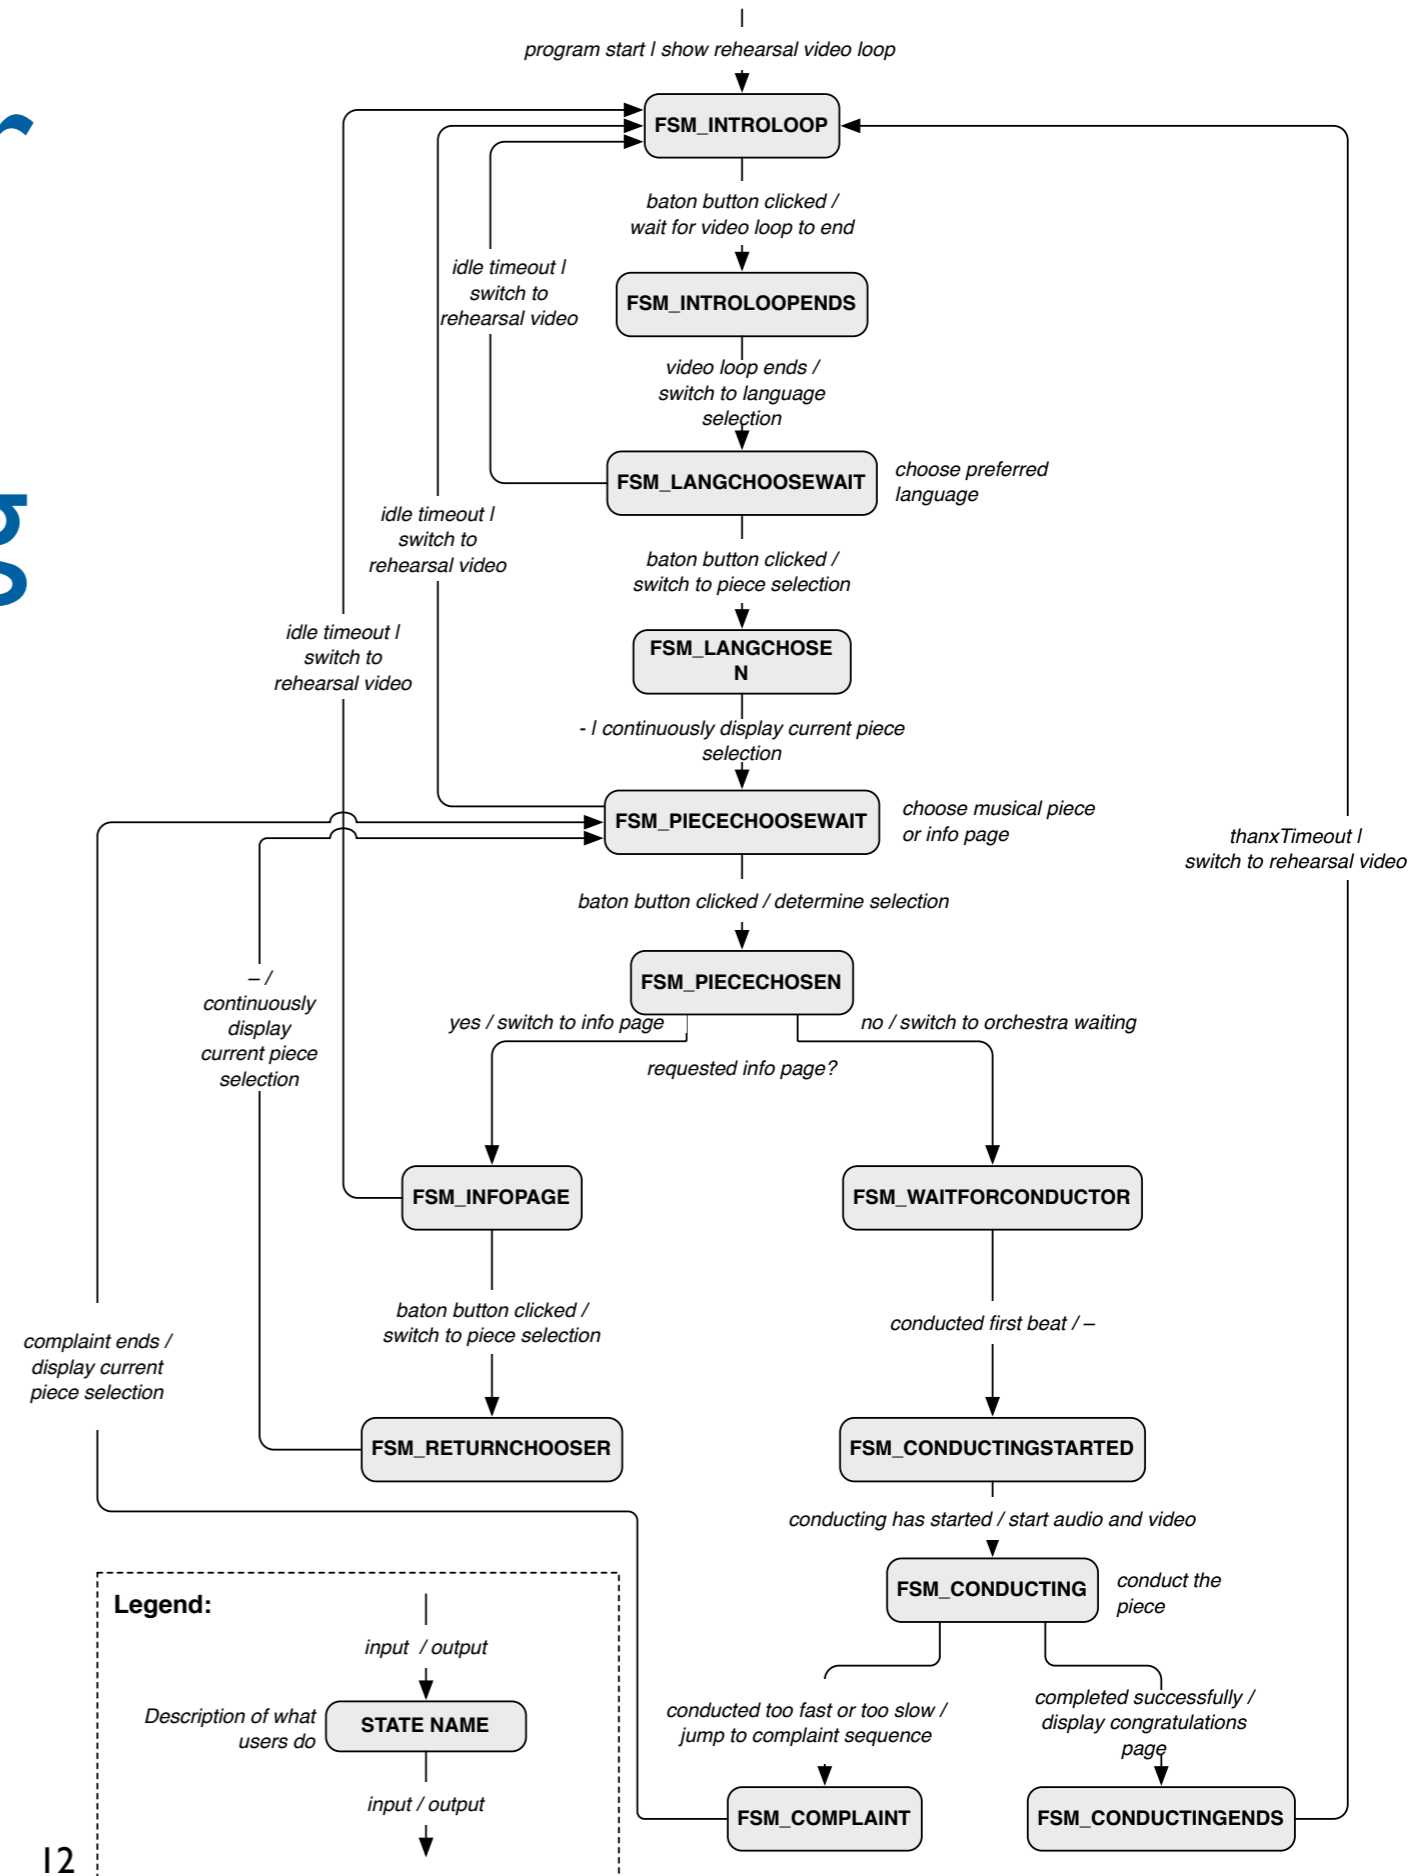 program start / show rehearsal video loop
r
FSM_INTROLOOP
baton button clicked /
wait for video loop to end
idle timeout /
switch to
rehearsal video
FSM_INTROLOOPENDS
video loop ends /
switch to language
selection
FSM_LANGCHOOSEWAIT
choose preferred
language
g
idle timeout /
switch to
rehearsal video
baton button clicked /
switch to piece selection
idle timeout /
switch to
rehearsal video
FSM_LANGCHOSE
N
- / continuously display current piece
selection
FSM_PIECECHOOSEWAIT
choose musical piece
or info page
thanxTimeout /
switch to rehearsal video
baton button clicked / determine selection
FSM_PIECECHOSEN
– /
continuously
display
current piece
selection
yes / switch to info page
no / switch to orchestra waiting
requested info page?
FSM_INFOPAGE
FSM_WAITFORCONDUCTOR
baton button clicked /
switch to piece selection
conducted first beat / –
complaint ends /
display current
piece selection
FSM_RETURNCHOOSER
FSM_CONDUCTINGSTARTED
conducting has started / start audio and video
FSM_CONDUCTING
conduct the
piece
Legend:
input / output
Description of what
users do
STATE NAME
input / output
conducted too fast or too slow /
jump to complaint sequence
completed successfully /
display congratulations
page
FSM_COMPLAINT
FSM_CONDUCTINGENDS
12